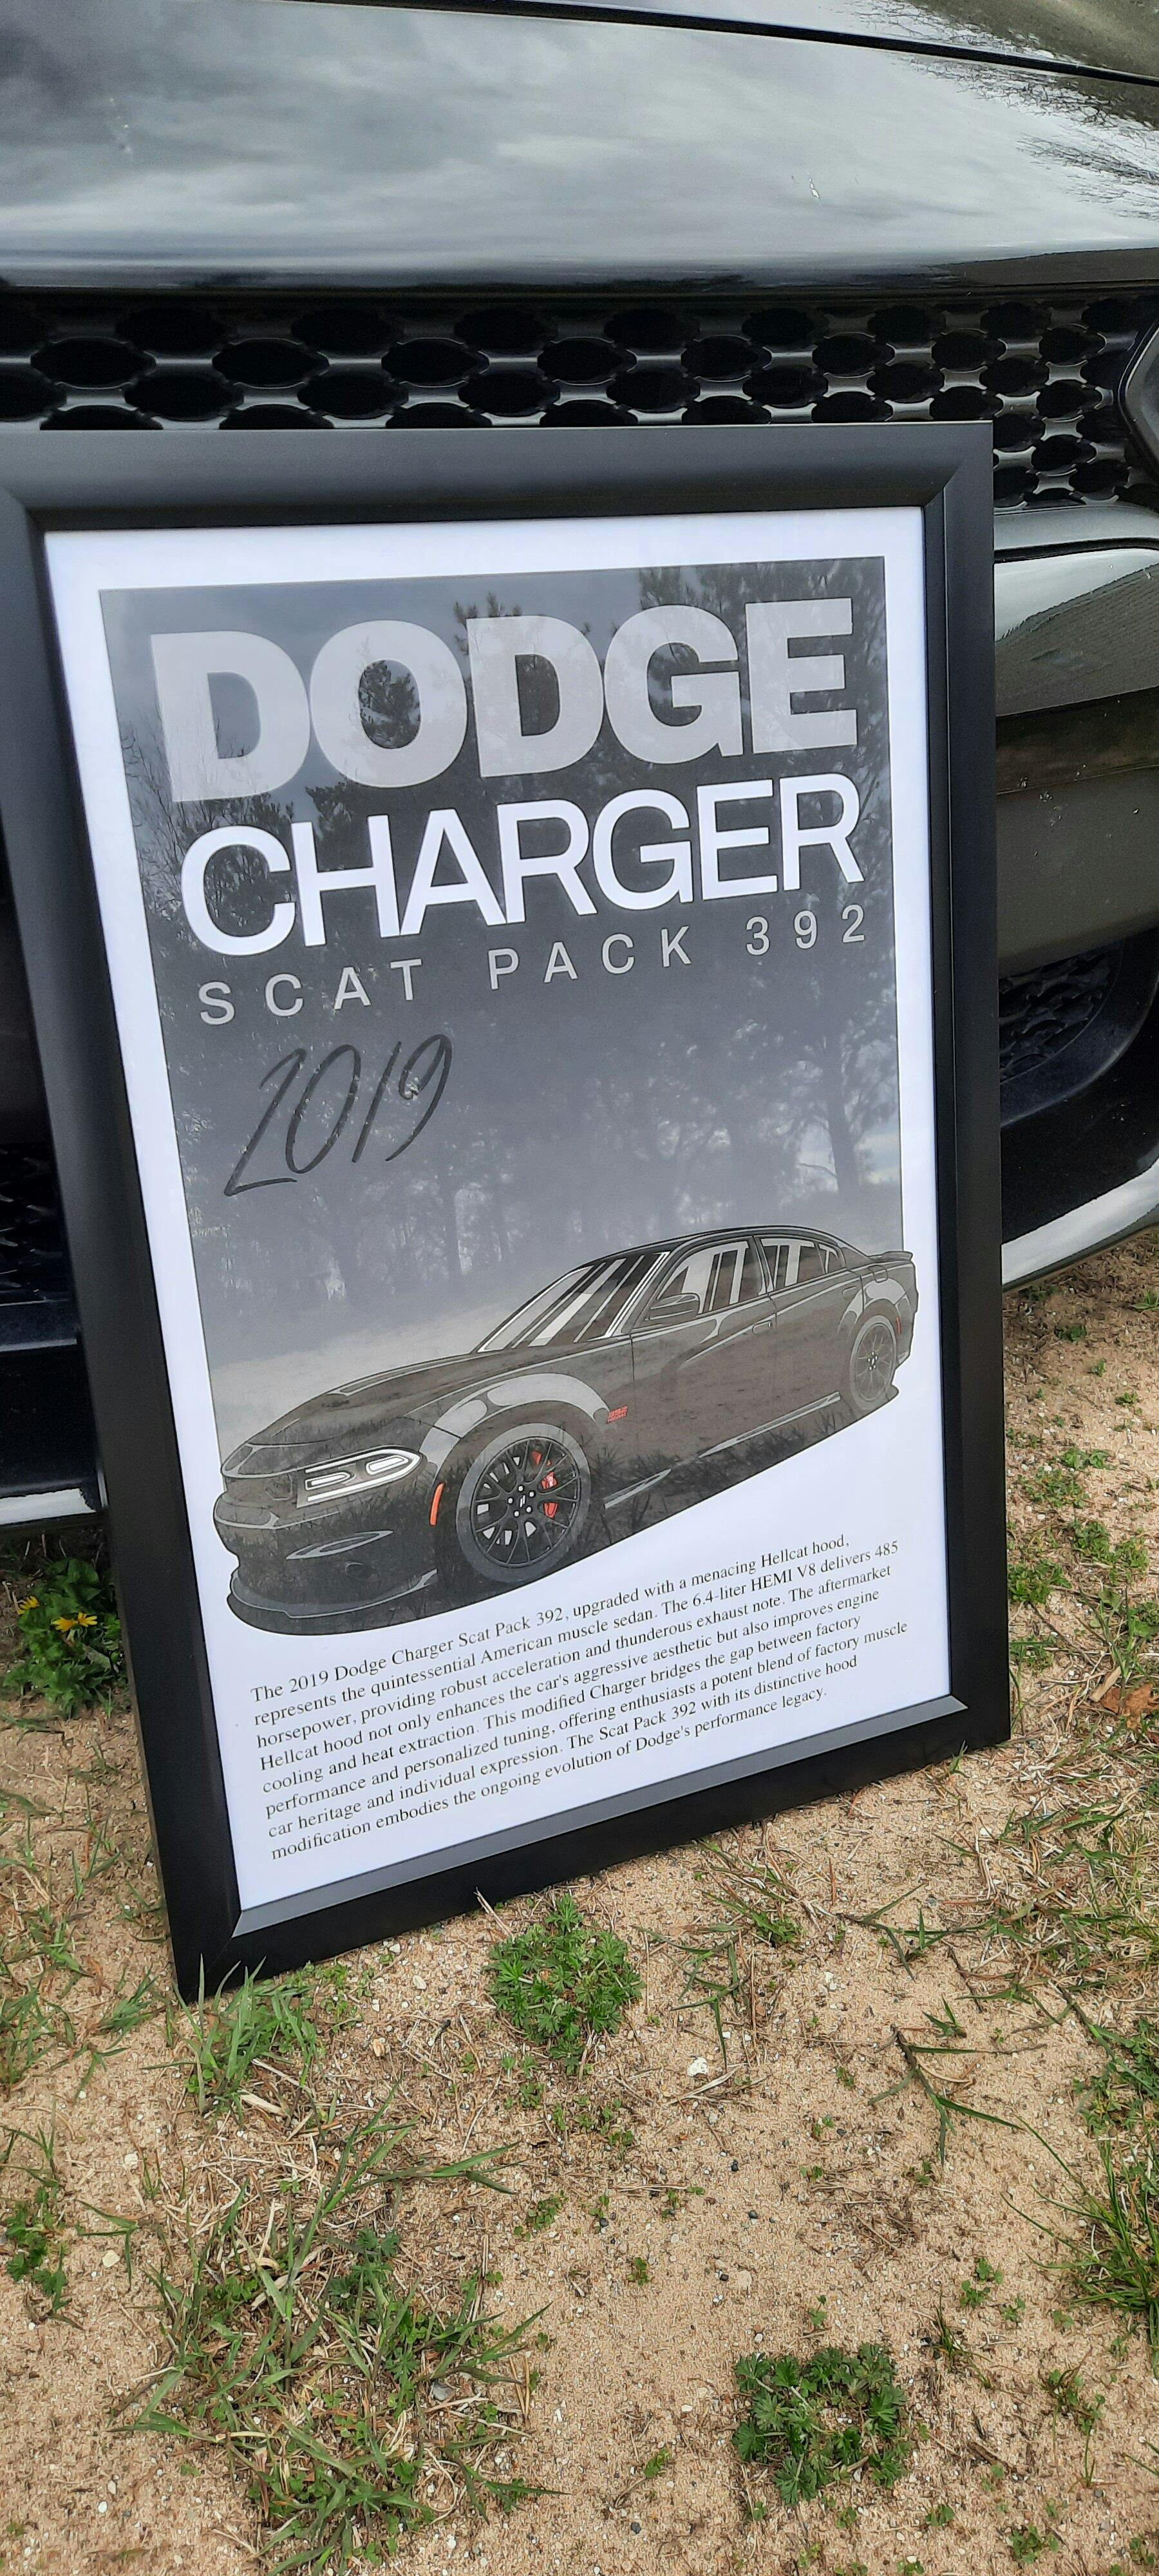 DODGE
CHARGER
SCAT PACK 392
2019
The 2019 Dodge Charger Scat Pack 392, upgraded with a menacing Hellcat hood,
represents the quintessential American muscle sedan. The 6.4-liter HEMI V8 delivers 485
horsepower, providing robust acceleration and thunderous exhaust note. The aftermarket
Hellcat hood not only enhances the car's aggressive aesthetic but also improves engine
cooling and heat extraction. This modified Charger bridges the gap between factory
performance and personalized tuning, offering enthusiasts a potent blend of factory muscle
car heritage and individual expression. The Scat Pack 392 with its distinctive hood
modification embodies the ongoing evolution of Dodge's performance legacy.